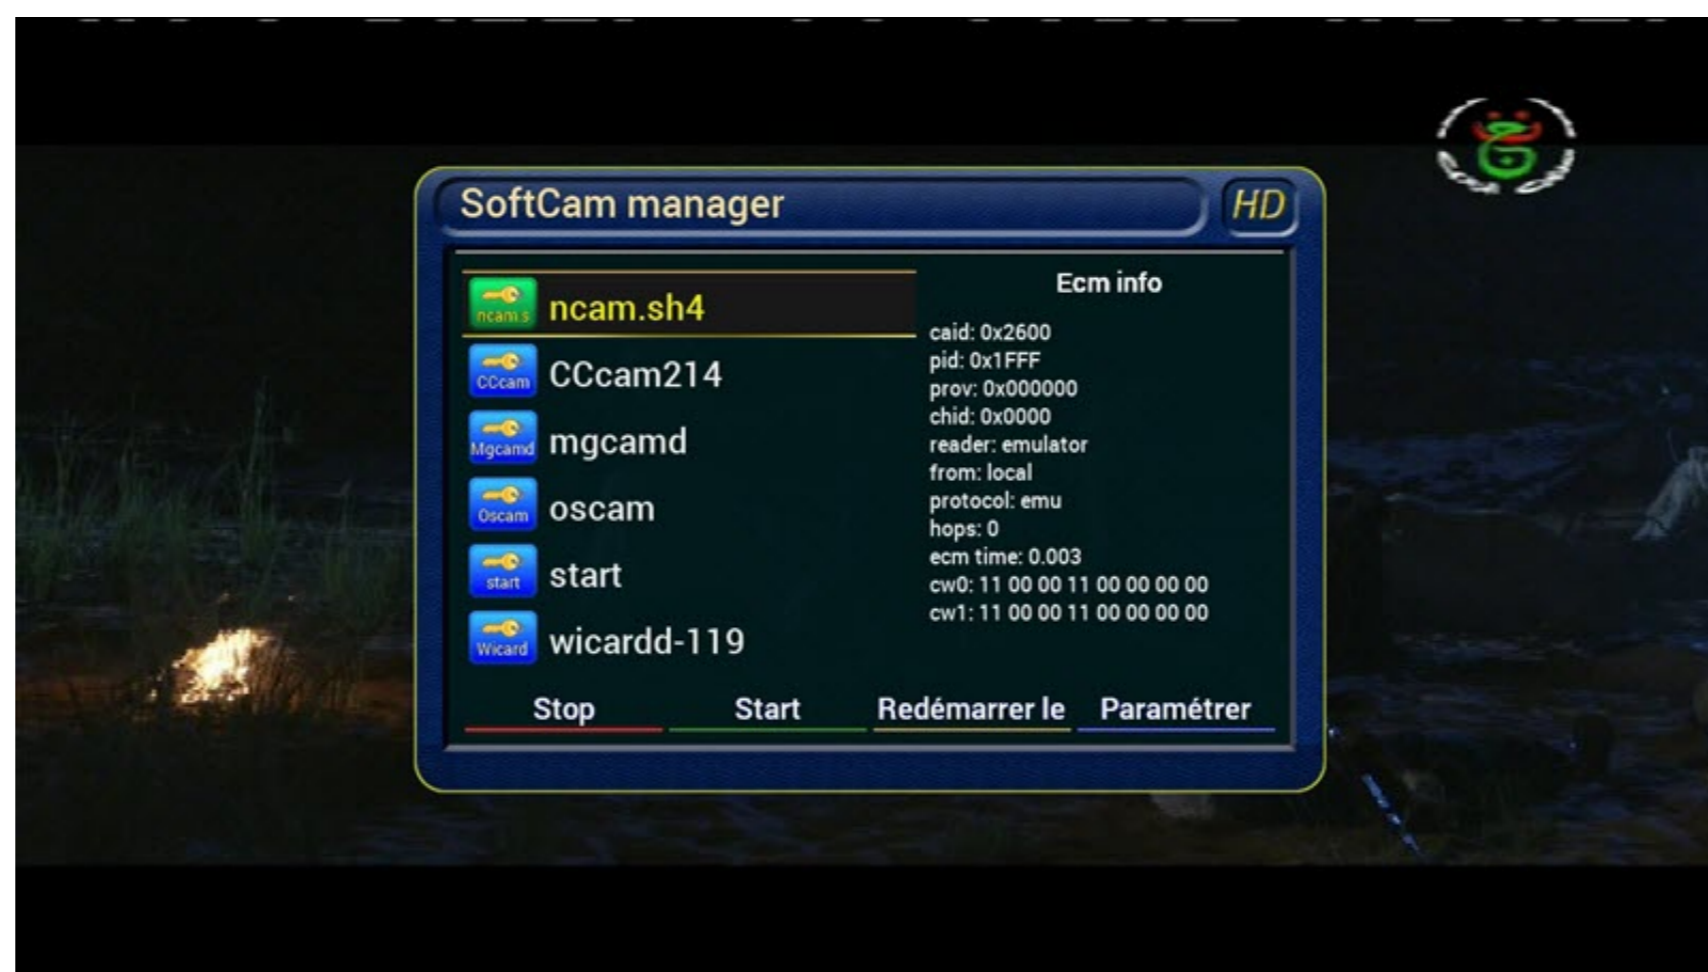 SoftCam manager
HD
ncam.s
ncam.sh4
CCcam
CCcam214
Mgcamd
mgcamd
Oscam
oscam
start
start
Wicard
wicardd-119
Ecm info
caid: 0x2600
pid: 0x1FFF
prov: 0x000000
chid: 0x0000
reader: emulator
from: local
protocol: emu
hops: 0
ecm time: 0.003
cw0: 11 00 00 11 00 00 00 00
cw1: 11 00 00 11 00 00 00 00
Stop
Start
Redémarrer le
Paramétrer